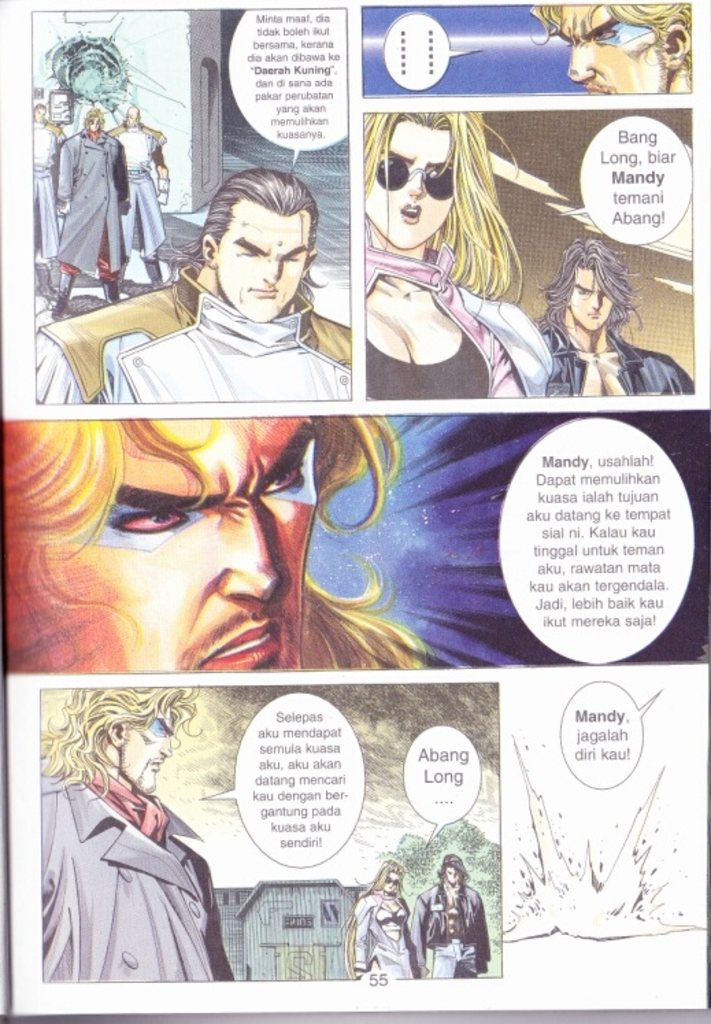 Minta maaf, dia
tidak boleh ikut
bersama, kerana
dia akan dibawa ke
"Daerah Kuning",
dan di sana ada
pakar perubatan
yang akan
memulihkan
kuasanya.
Bang
Long, biar
Mandy
temani
Abang!
Mandy, usahlah!
Dapat memulihkan
kuasa ialah tujuan
aku datang ke tempat
sial ni. Kalau kau
tinggal untuk teman
aku, rawatan mata
kau akan tergendala.
Jadi, lebih baik kau
ikut mereka saja!
Selepas
aku mendapat
semula kuasa
aku, aku akan
datang mencari
kau dengan ber-
gantung pada
kuasa aku
sendiri!
Abang
Long
....
Mandy,
jagalah
diri kau!
55